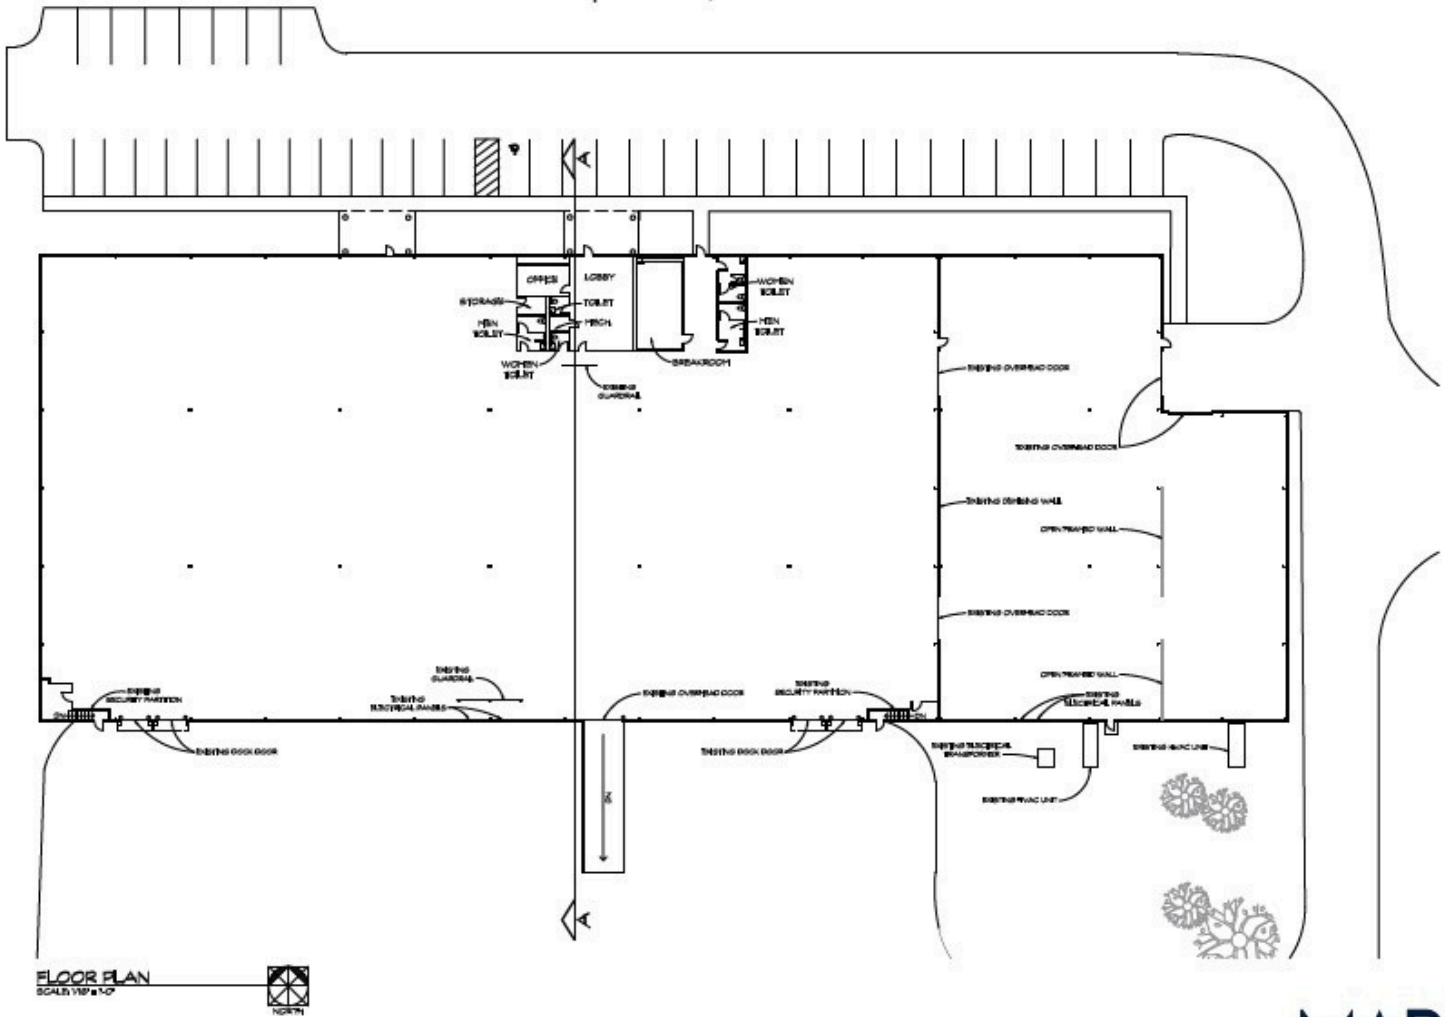 A
OFFICE
LOBBY
STORAGE
TOILET
MEN
TOILET
MECH.
WOMEN
TOILET
WOMEN
TOILET
MEN
TOILET
BREAKROOM
EXISTING
GUARDRAIL
EXISTING OVERHEAD DOOR
EXISTING OVERHEAD DOOR
EXISTING DEMISING WALL
OPEN FRAMED WALL
EXISTING OVERHEAD DOOR
OPEN FRAMED WALL
EXISTING
SECURITY PARTITION
EXISTING
GUARDRAIL
EXISTING
ELECTRICAL PANELS
EXISTING OVERHEAD DOOR
EXISTING
SECURITY PARTITION
EXISTING
ELECTRICAL PANELS
DN
DN
EXISTING DOCK DOOR
EXISTING DOCK DOOR
EXISTING ELECTRICAL
TRANSFORMER
EXISTING HVAC UNIT
EXISTING HVAC UNIT
DN
A
FLOOR PLAN
NORTH